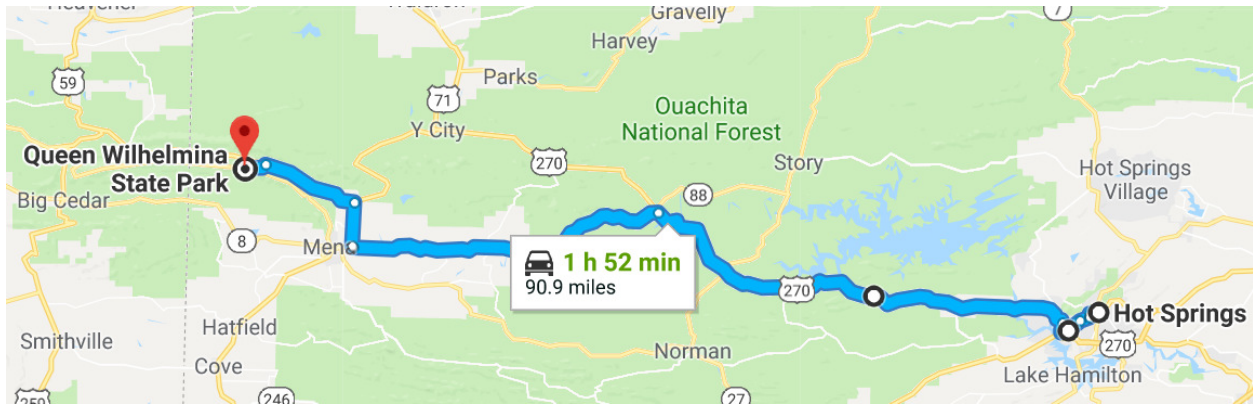 Gravelly
7
Harvey
59
Parks
71
Ouachita
National Forest
Y City
Queen Wilhelmina
State Park
270
Story
Hot Springs
Village
88
Big Cedar
8
Mena
1 h 52 min
90.9 miles
270
Hot Springs
Hatfield
Smithville
270
Norman
Cove
Lake Hamilton
259
246
27